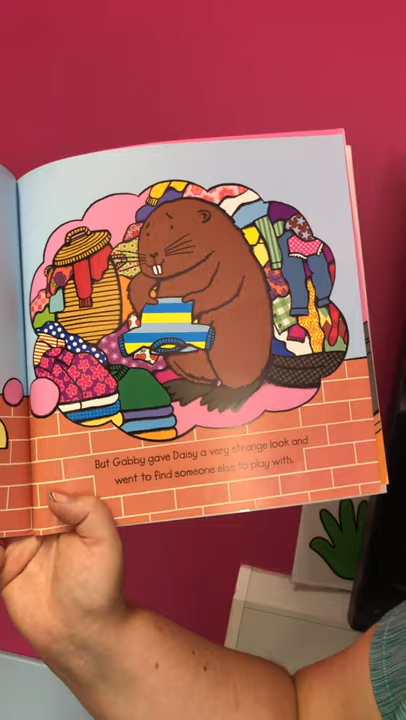 But Gabby gave Daisy a very strange look and
went to find someone else to play with.